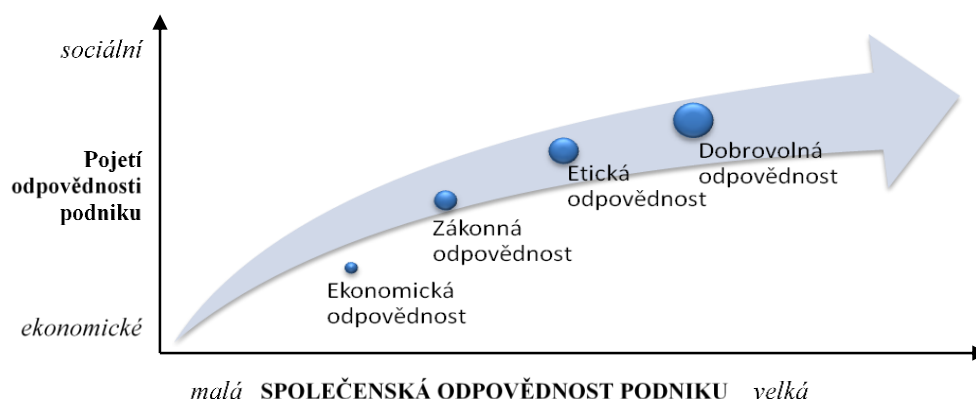 sociální
Pojetí
odpovědnosti
podniku
ekonomické
Dobrovolná
odpovědnost
Etická
odpovědnost
Zákonná
odpovědnost
Ekonomická
odpovědnost
malá SPOLEČENSKÁ ODPOVĚDNOST PODNIKU velká